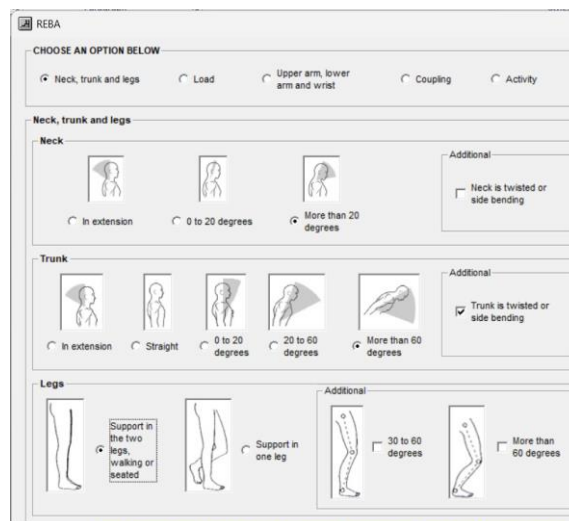 REBA
CHOOSE AN OPTION BELOW
Neck, trunk and legs
Load
Upper arm, lower
arm and wrist
Coupling
Activity
Neck, trunk and legs
Neck
In extension
0 to 20 degrees
More than 20
degrees
Additional
Neck is twisted or
side bending
Trunk
In extension
Straight
0 to 20
degrees
20 to 60
degrees
More than 60
degrees
Additional
Trunk is twisted or
side bending
Legs
Support in
the two
legs,
walking or
seated
Support in
one leg
Additional
30 to 60
degrees
More than
60 degrees